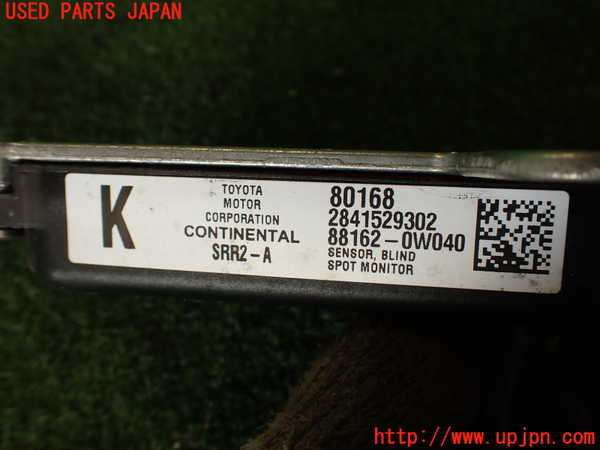 USED PARTS JAPAN
K
TOYOTA
MOTOR
CORPORATION
CONTINENTAL
SRR2-A
80168
2841529302
88162-0W040
SENSOR, BLIND
SPOT MONITOR
http://www.upjpn.com/